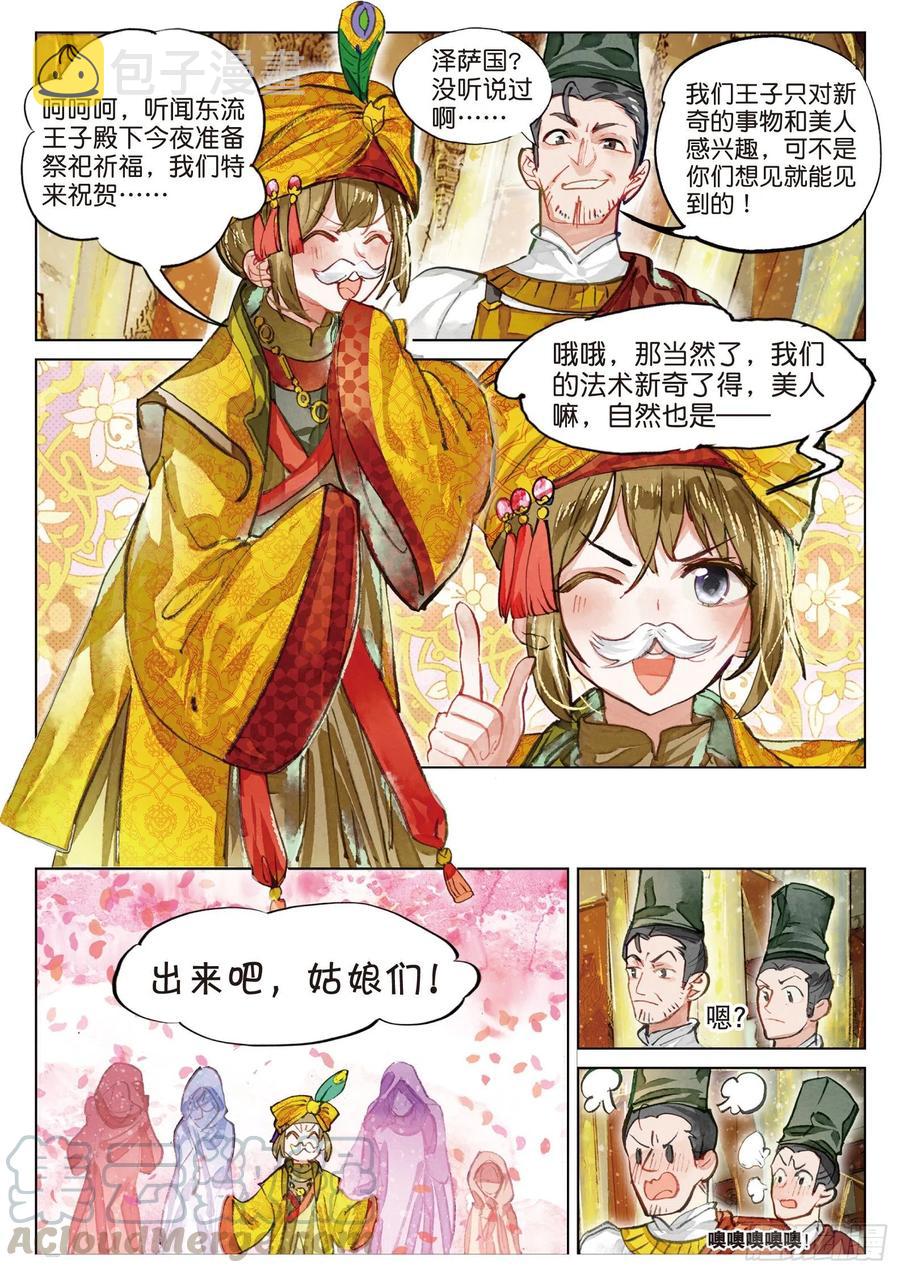 包子漫畫
呵呵呵，听闻东流
王子殿下今夜准备
祭祀祈福，我们特
来祝贺……
泽萨国？
没听说过
啊……
我们王子只对新
奇的事物和美人
感兴趣，可不是
你们想见就能见
到的！
哦哦，那当然了，我们
的法术新奇了得，美人
嘛，自然也是——
出来吧，姑娘们！
嗯？
噢噢噢噢噢！
ACloudMerge